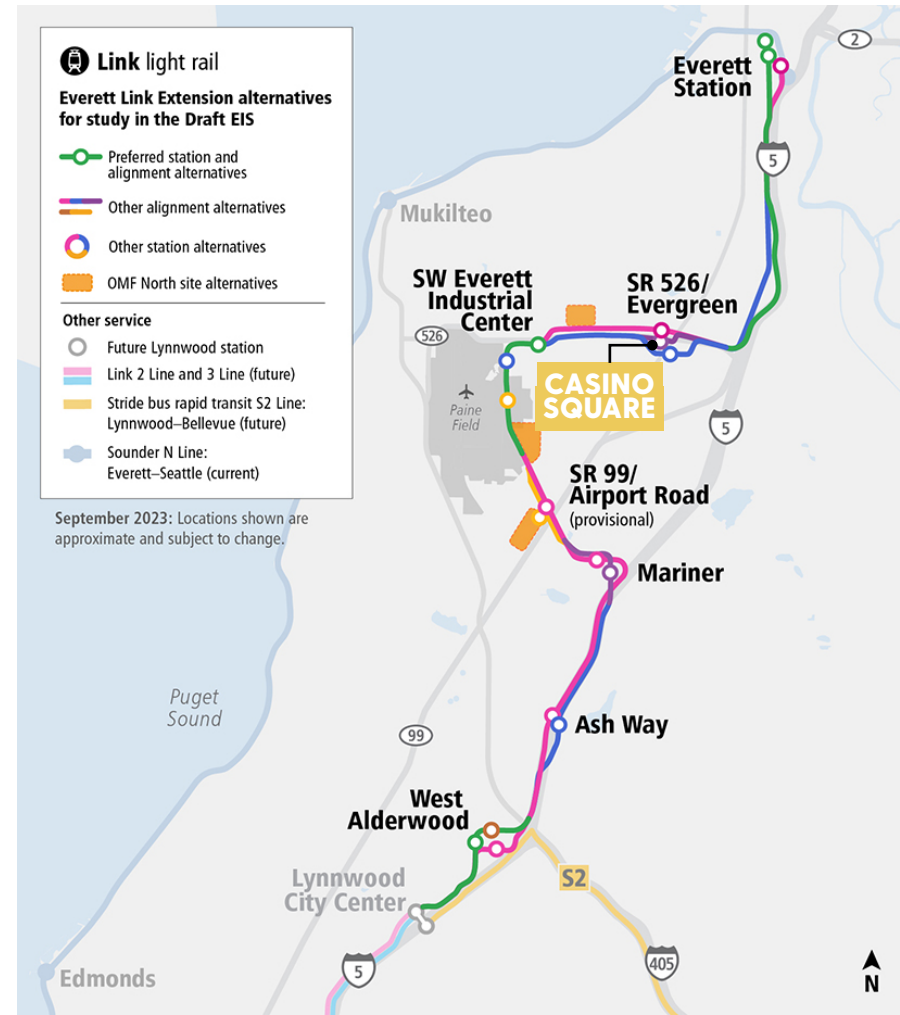 Link light rail
Everett Link Extension alternatives
for study in the Draft EIS
Preferred station and
alignment alternatives
Other alignment alternatives
Other station alternatives
OMF North site alternatives
Other service
Future Lynnwood station
Link 2 Line and 3 Line (future)
Stride bus rapid transit S2 Line:
Lynnwood–Bellevue (future)
Sounder N Line:
Everett–Seattle (current)
September 2023: Locations shown are
approximate and subject to change.
2
Everett
Station
5
Mukilteo
SW Everett
Industrial
Center
SR 526/
Evergreen
526
CASINO
SQUARE
Paine
Field
5
SR 99/
Airport Road
(provisional)
Mariner
Puget
Sound
Ash Way
99
West
Alderwood
Lynnwood
City Center
S2
5
405
Edmonds
N